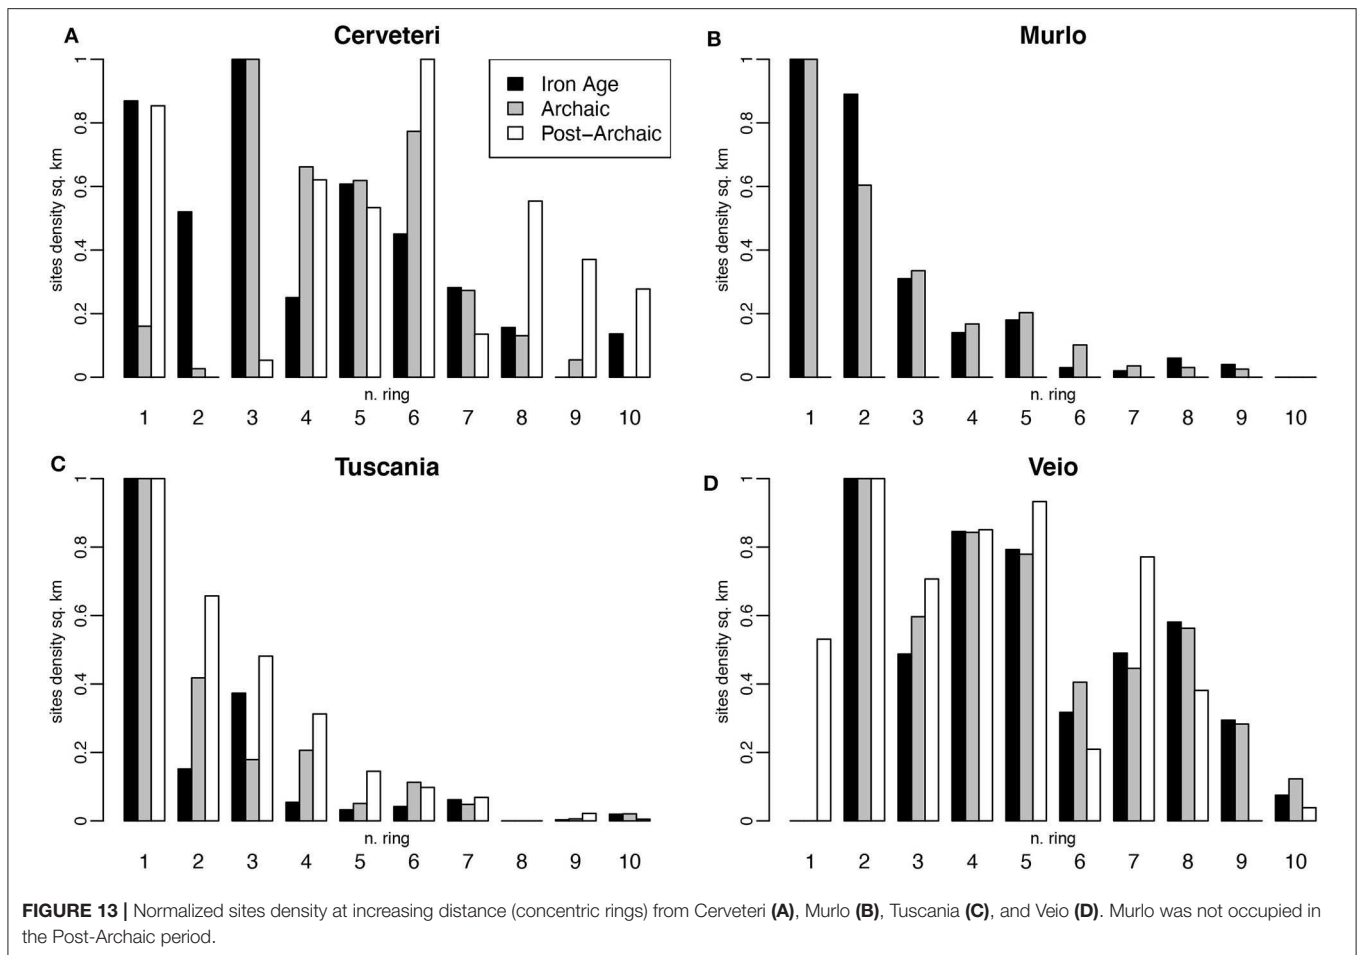 A
Cerveteri
sites density sq. km
0 0.2 0.4 0.6 0.8 1
Iron Age
Archaic
Post−Archaic
n. ring
1 2 3 4 5 6 7 8 9 10
B
Murlo
sites density sq. km
0 0.2 0.4 0.6 0.8 1
n. ring
1 2 3 4 5 6 7 8 9 10
C
Tuscania
sites density sq. km
0 0.2 0.4 0.6 0.8 1
n. ring
1 2 3 4 5 6 7 8 9 10
D
Veio
sites density sq. km
0 0.2 0.4 0.6 0.8 1
n. ring
1 2 3 4 5 6 7 8 9 10
FIGURE 13 | Normalized sites density at increasing distance (concentric rings) from Cerveteri (A), Murlo (B), Tuscania (C), and Veio (D). Murlo was not occupied in
the Post-Archaic period.